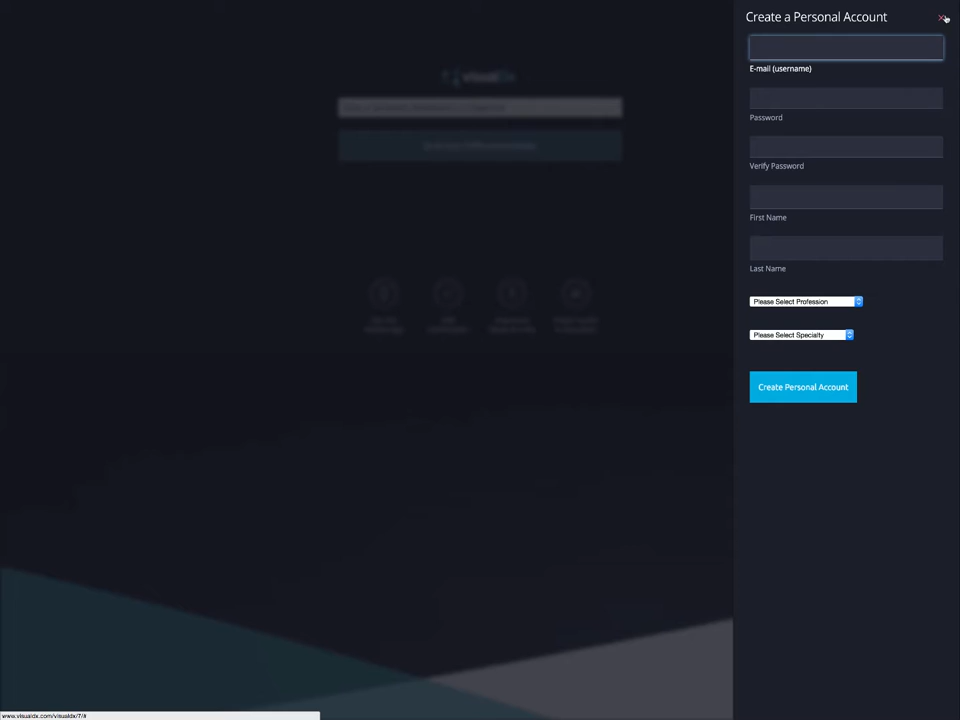 Create a Personal Account
E-mail (username)
Password
Verify Password
First Name
Last Name
Please Select Profession
Please Select Specialty
Create Personal Account
visualDx
www.visualdx.com/visualdx/7/#